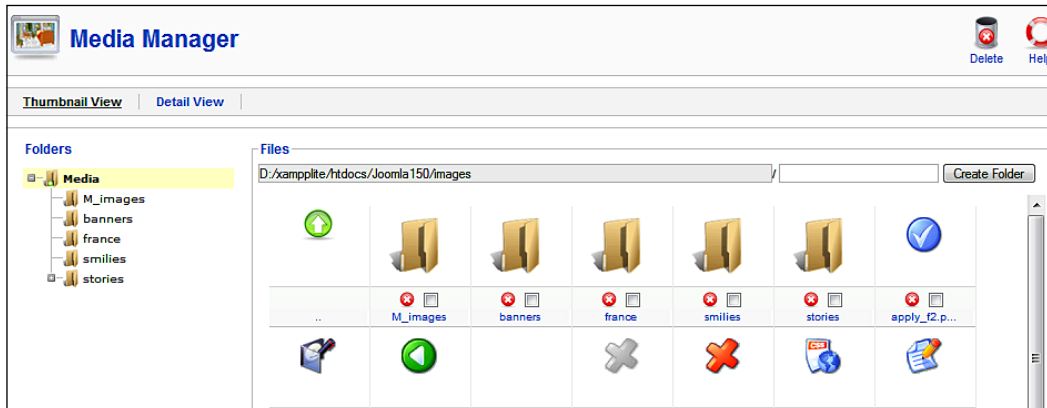 Media Manager
Delete
Help
Thumbnail View
Detail View
Folders
Files
Media
D:/xampplite/htdocs/Joomla150/images
/
Create Folder
M_images
banners
france
smilies
stories
..
M_images
banners
france
smilies
stories
apply_f2.p...
CSS